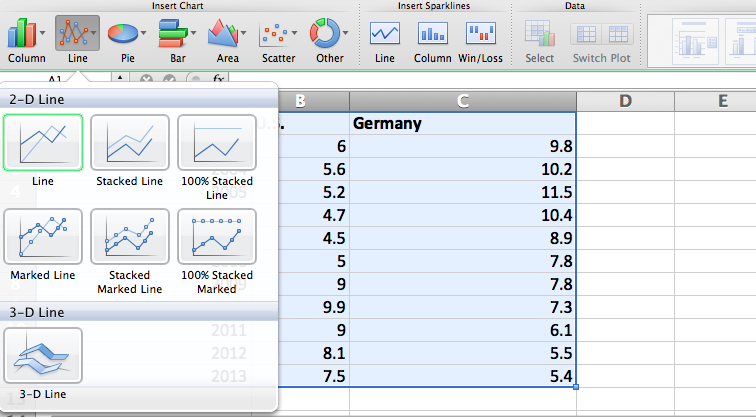 Insert Chart Insert Sparklines Data
Column Line Pie Bar Area Scatter Other Line Column Win/Loss Select Switch Plot
A1 fx
2-D Line
B C D E
U.S. Germany
6 9.8
5.6 10.2
Line Stacked Line 100% Stacked Line
5.2 11.5
4.7 10.4
4.5 8.9
5 7.8
Marked Line Stacked Marked Line 100% Stacked Marked
9 7.8
3-D Line
9.9 7.3
2011 9 6.1
2012 8.1 5.5
2013 7.5 5.4
3-D Line